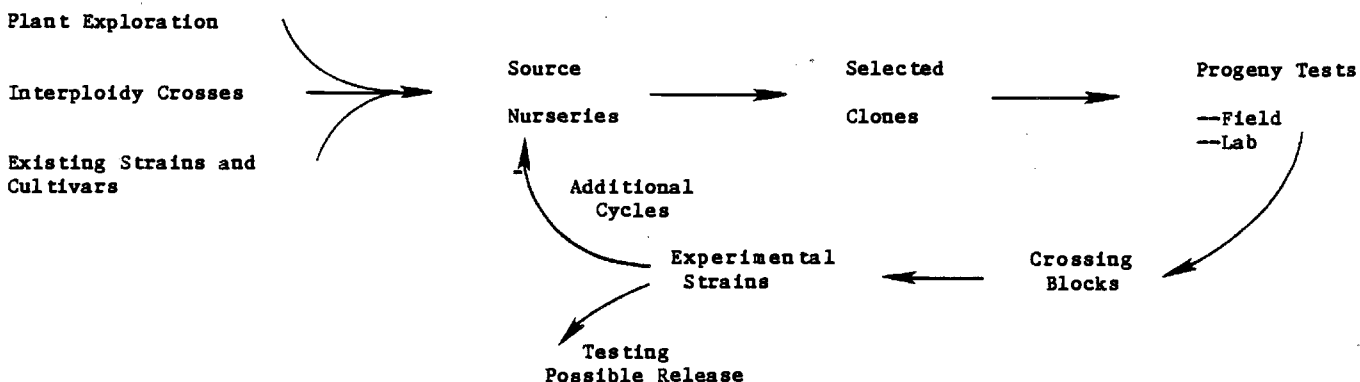 Plant Exploration
Interploidy Crosses
Existing Strains and
Cultivars
Source
Nurseries
Selected
Clones
Progeny Tests
--Field
--Lab
Additional
Cycles
Experimental
Strains
Crossing
Blocks
Testing
Possible Release